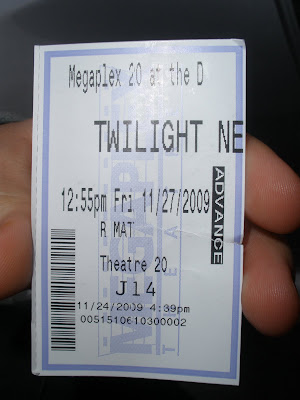 Megaplex 20 at the D
TWILIGHT NE
12:55pm Fri 11/27/2009
ADVANCE
R MAT
Theatre 20
J14
11/24/2009 4:39pm
0051510610300002